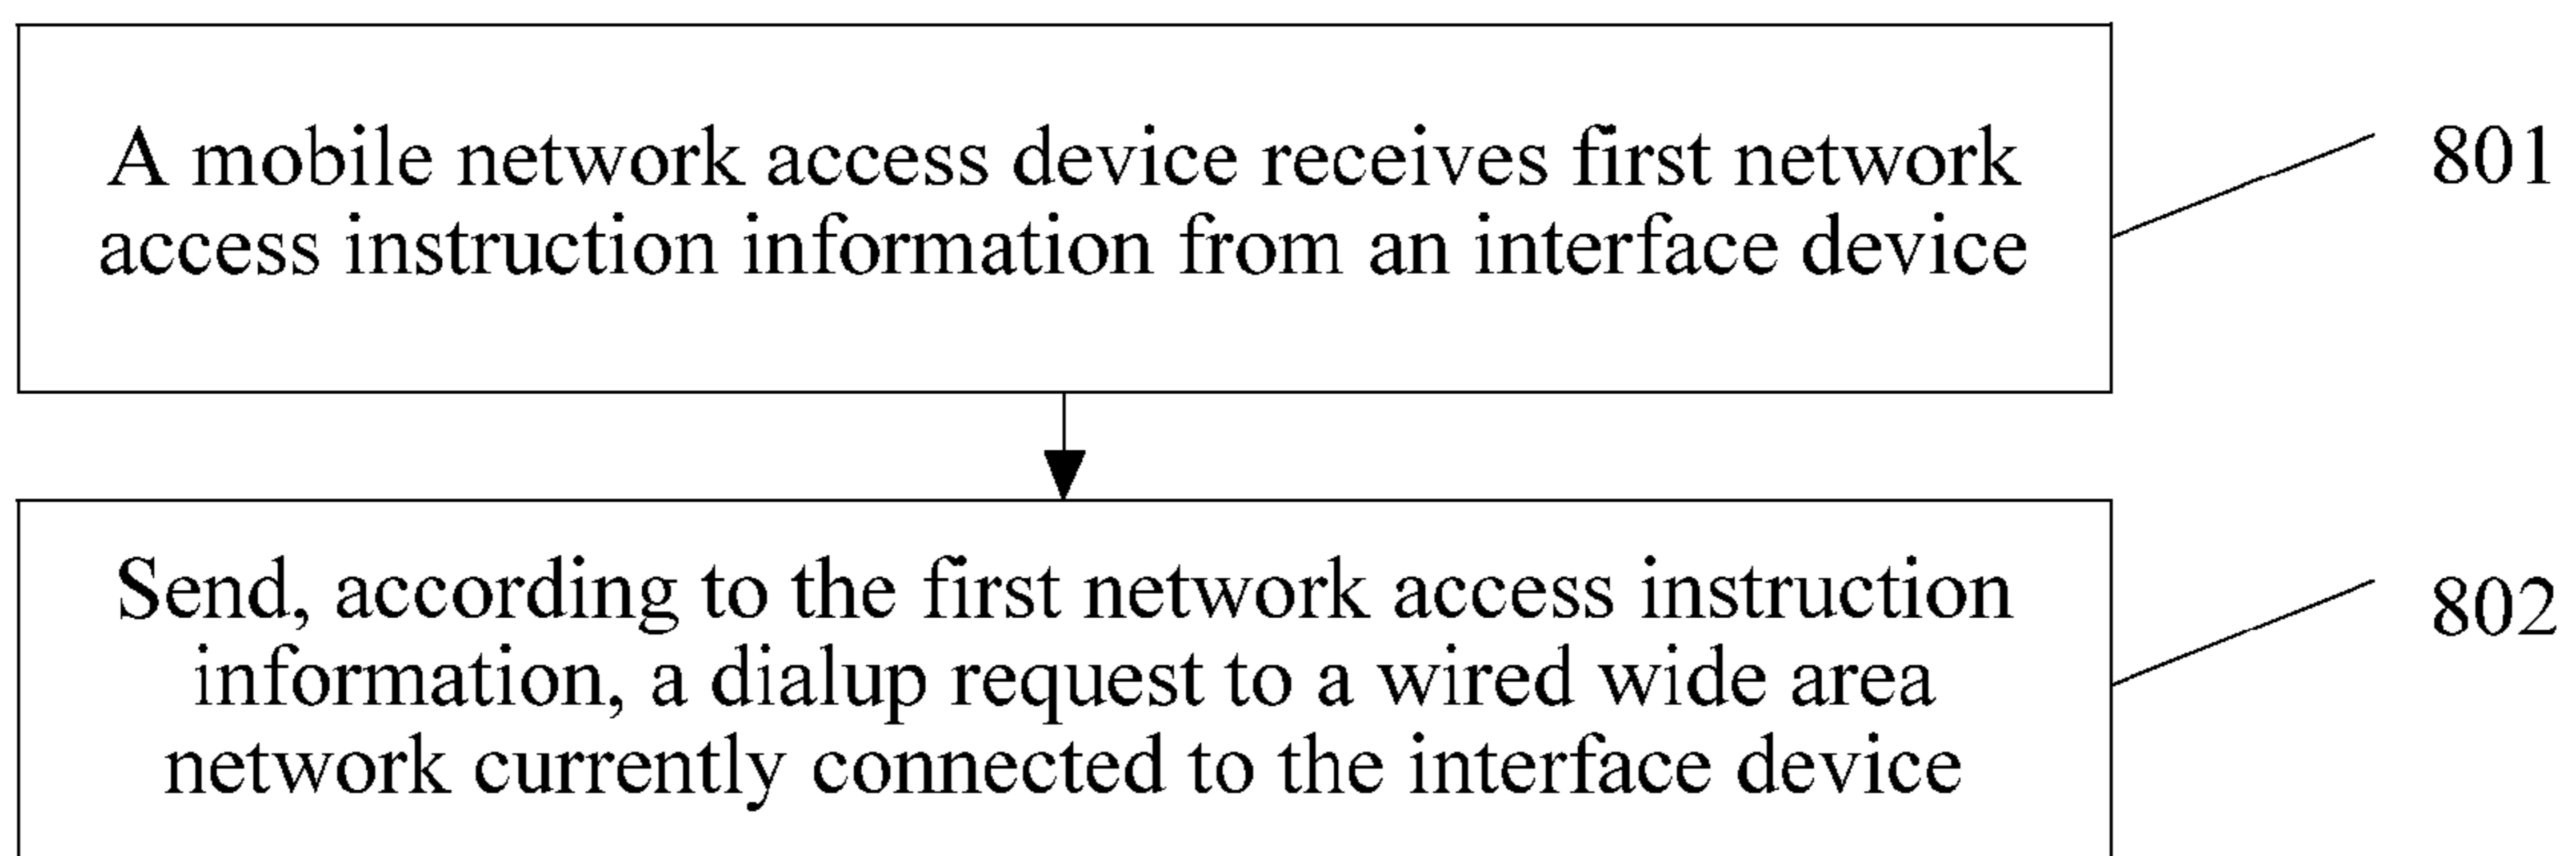 A mobile network access device receives first network
access instruction information from an interface device
801
Send, according to the first network access instruction
information, a dialup request to a wired wide area
network currently connected to the interface device
802